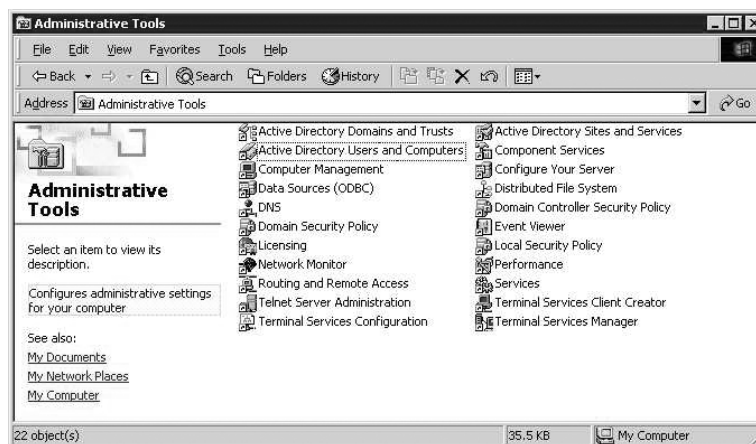 Administrative Tools
File Edit View Favorites Tools Help
Back Search Folders History
Address Administrative Tools Go
Administrative
Tools
Select an item to view its
description.
Configures administrative settings
for your computer
See also:
My Documents
My Network Places
My Computer
Active Directory Domains and Trusts Active Directory Sites and Services
Active Directory Users and Computers Component Services
Computer Management Configure Your Server
Data Sources (ODBC) Distributed File System
DNS Domain Controller Security Policy
Domain Security Policy Event Viewer
Licensing Local Security Policy
Network Monitor Performance
Routing and Remote Access Services
Telnet Server Administration Terminal Services Client Creator
Terminal Services Configuration Terminal Services Manager
22 object(s) 35.5 KB My Computer